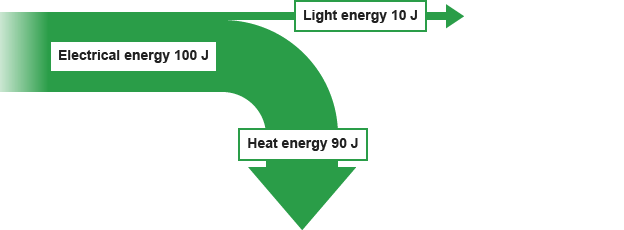 Light energy 10 J
Electrical energy 100 J
Heat energy 90 J